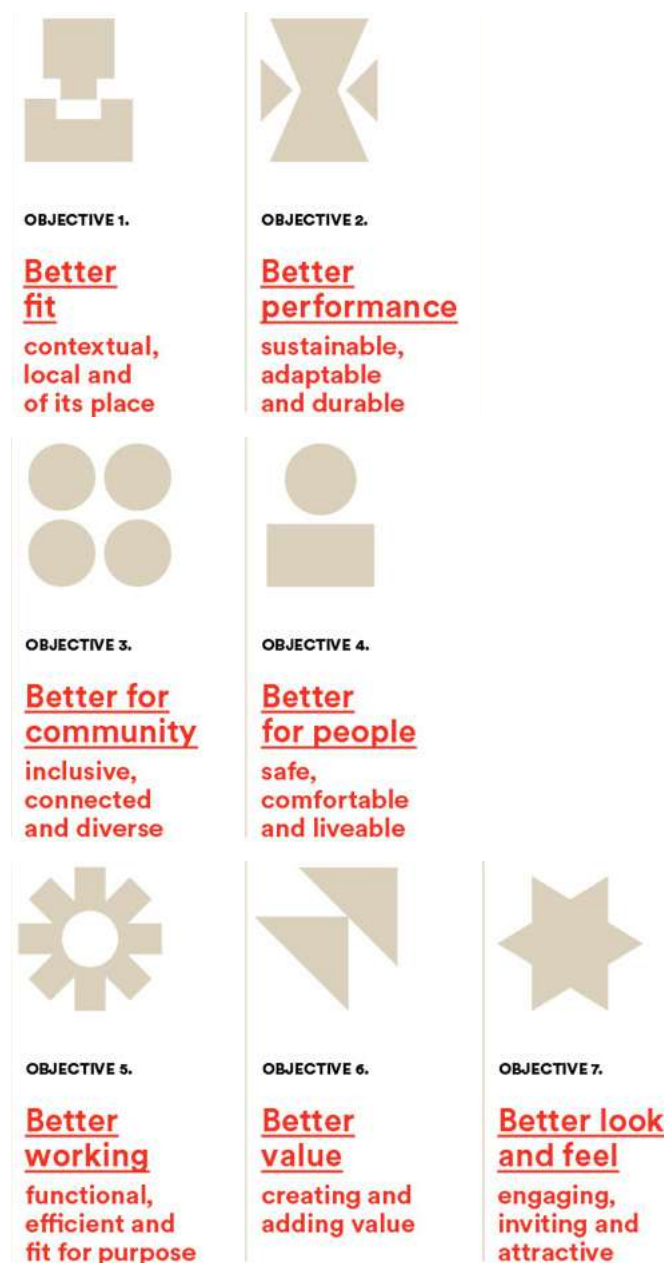 OBJECTIVE 1.
Better
fit
contextual,
local and
of its place
OBJECTIVE 2.
Better
performance
sustainable,
adaptable
and durable
OBJECTIVE 3.
Better for
community
inclusive,
connected
and diverse
OBJECTIVE 4.
Better
for people
safe,
comfortable
and liveable
OBJECTIVE 5.
Better
working
functional,
efficient and
fit for purpose
OBJECTIVE 6.
Better
value
creating and
adding value
OBJECTIVE 7.
Better look
and feel
engaging,
inviting and
attractive